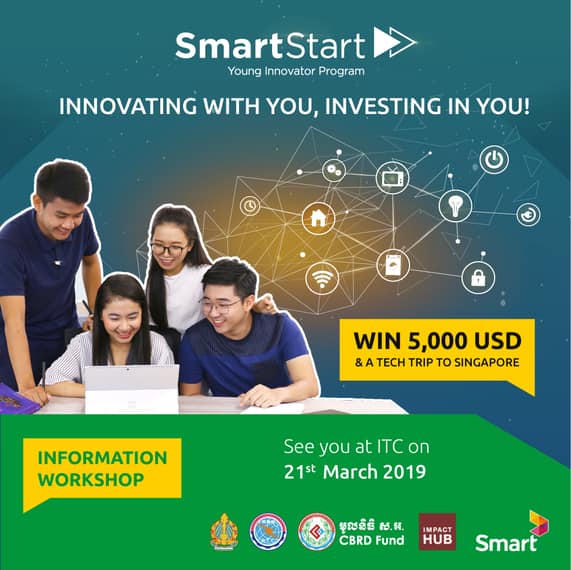 SmartStart
Young Innovator Program
INNOVATING WITH YOU, INVESTING IN YOU!
WIN 5,000 USD
& A TECH TRIP TO SINGAPORE
INFORMATION
WORKSHOP
See you at ITC on
21st March 2019
មូលនិធិ ស.អ.
CBRD Fund
IMPACT
HUB
Smart